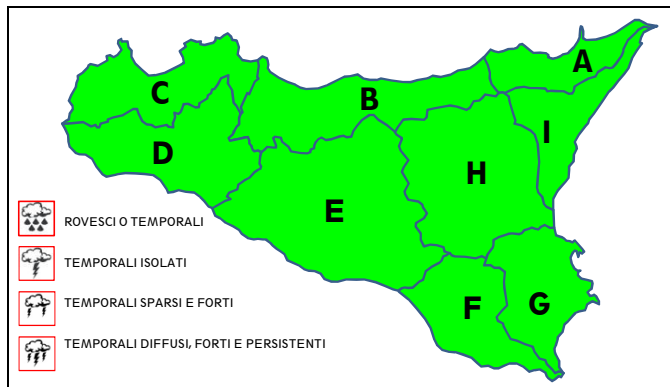 A
C
B
I
D
H
E
ROVESCI O TEMPORALI
TEMPORALI ISOLATI
F
G
TEMPORALI SPARSI E FORTI
TEMPORALI DIFFUSI, FORTI E PERSISTENTI